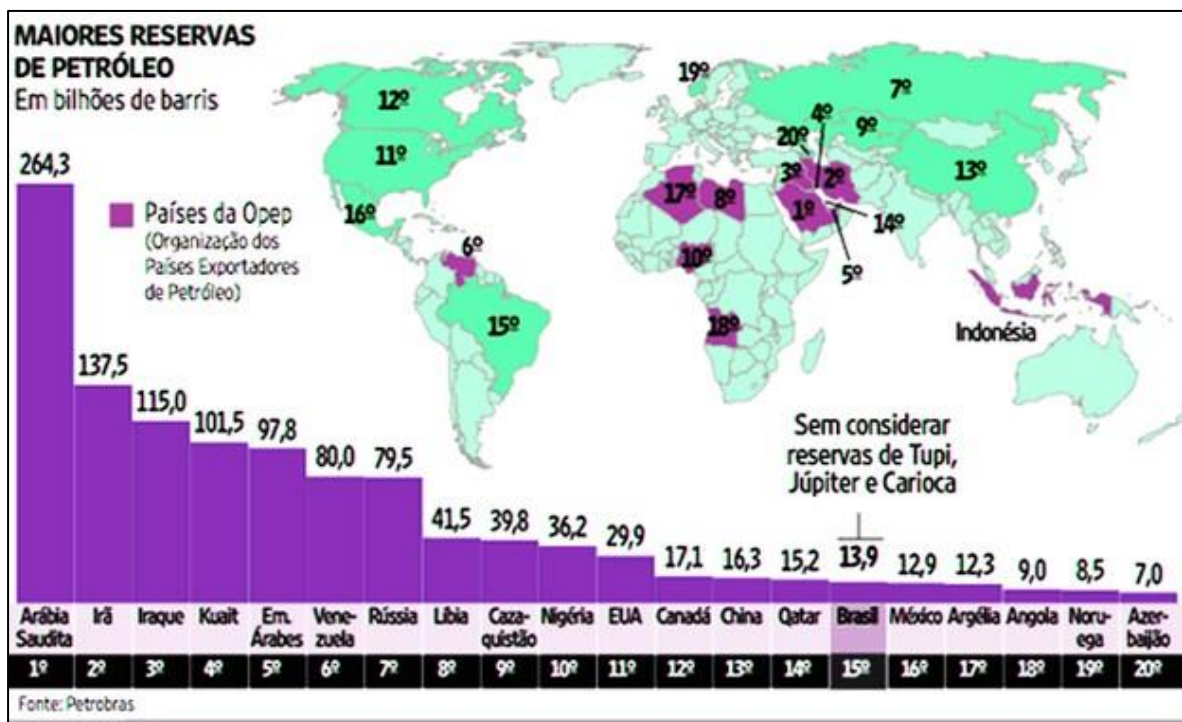 MAIORES RESERVAS
DE PETRÓLEO
Em bilhões de barris
Países da Opep
(Organização dos
Países Exportadores
de Petróleo)
12º
11º
16º
6º
15º
19º
7º
4º
9º
20º
3º
2º
13º
17º
8º
1º
14º
10º
5º
18º
Indonésia
Sem considerar
reservas de Tupi,
Júpiter e Carioca
264,3
137,5
115,0
101,5
97,8
80,0
79,5
41,5
39,8
36,2
29,9
17,1
16,3
15,2
13,9
12,9
12,3
9,0
8,5
7,0
Arábia
Saudita
Irã
Iraque
Kuait
Em.
Árabes
Vene-
zuela
Rússia
Líbia
Caza-
quistão
Nigéria
EUA
Canadá
China
Qatar
Brasil
México
Argélia
Angola
Noru-
ega
Azer-
baijão
1º 2º 3º 4º 5º 6º 7º 8º 9º 10º 11º 12º 13º 14º 15º 16º 17º 18º 19º 20º
Fonte: Petrobras